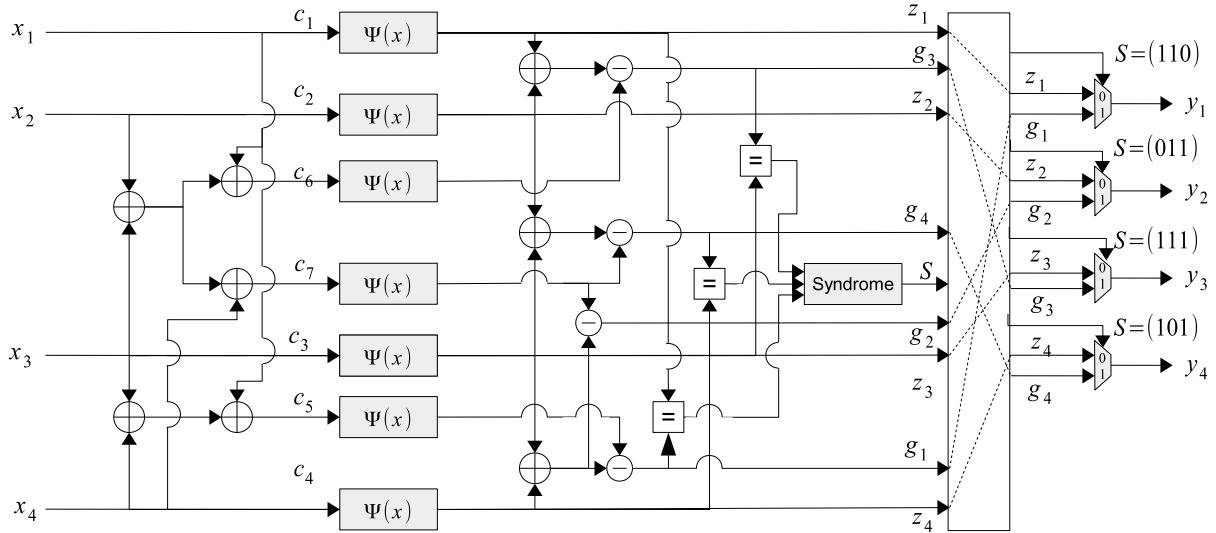 x1 c1 Ψ(x) z1
g3 S=(110)
z1 0 1 y1
x2 c2 Ψ(x) z2
g1 S=(011)
= z2 0 1 y2
c6 Ψ(x)
g2
g4 S=(111)
z3 0 1 y3
c7 Ψ(x) = Syndrome S
g3
S=(101)
x3 c3 Ψ(x) g2 z4 0 1 y4
z3 g4
c5 Ψ(x) =
g1
c4
x4 Ψ(x) z4